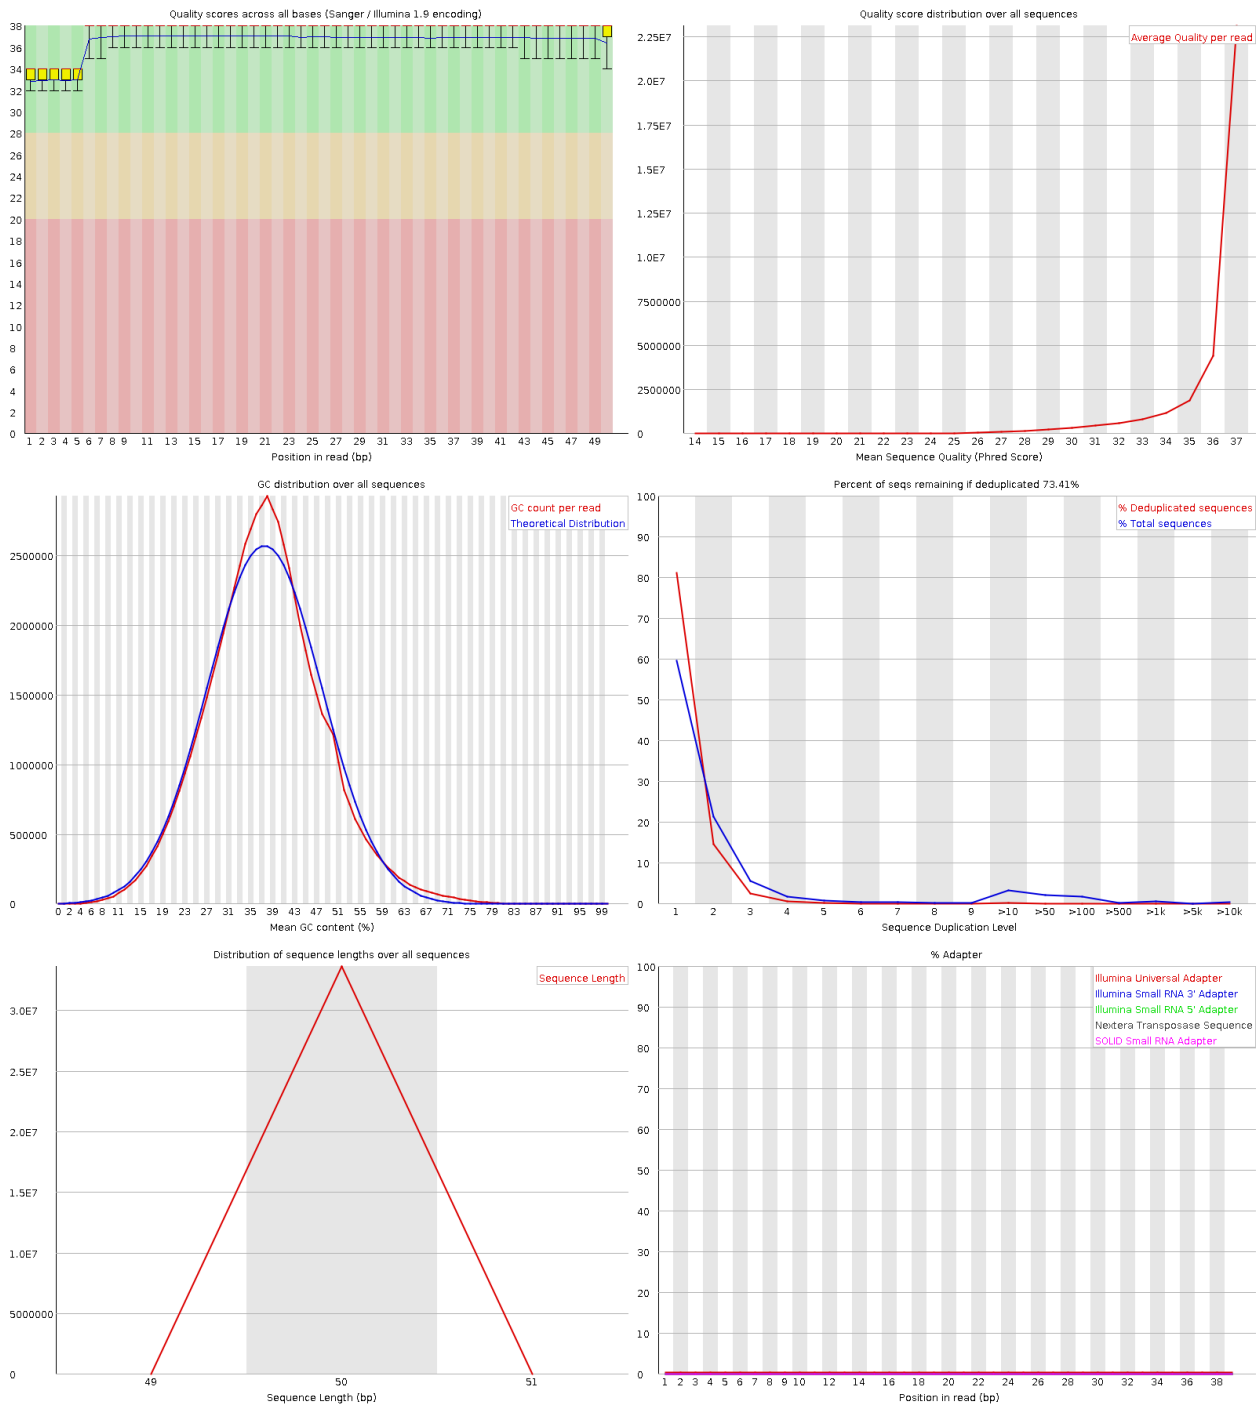 Quality scores across all bases (Sanger / Illumina 1.9 encoding)
38
36
34
32
30
28
26
24
22
20
18
16
14
12
10
8
6
4
2
0
1 2 3 4 5 6 7 8 9 11 13 15 17 19 21 23 25 27 29 31 33 35 37 39 41 43 45 47 49
Position in read (bp)
Quality score distribution over all sequences
Average Quality per read
2.25E7
2.0E7
1.75E7
1.5E7
1.25E7
1.0E7
7500000
5000000
2500000
0
14 15 16 17 18 19 20 21 22 23 24 25 26 27 28 29 30 31 32 33 34 35 36 37
Mean Sequence Quality (Phred Score)
GC distribution over all sequences
GC count per read
Theoretical Distribution
2500000
2000000
1500000
1000000
500000
0
0 2 4 6 8 11 15 19 23 27 31 35 39 43 47 51 55 59 63 67 71 75 79 83 87 91 95 99
Mean GC content (%)
Percent of seqs remaining if deduplicated 73.41%
% Deduplicated sequences
% Total sequences
100
90
80
70
60
50
40
30
20
10
0
1 2 3 4 5 6 7 8 9 >10 >50 >100 >500 >1k >5k >10k
Sequence Duplication Level
Distribution of sequence lengths over all sequences
Sequence Length
3.0E7
2.5E7
2.0E7
1.5E7
1.0E7
5000000
0
49 50 51
Sequence Length (bp)
% Adapter
Illumina Universal Adapter
Illumina Small RNA 3' Adapter
Illumina Small RNA 5' Adapter
Nextera Transposase Sequence
SOLID Small RNA Adapter
100
90
80
70
60
50
40
30
20
10
0
1 2 3 4 5 6 7 8 9 10 12 14 16 18 20 22 24 26 28 30 32 34 36 38
Position in read (bp)